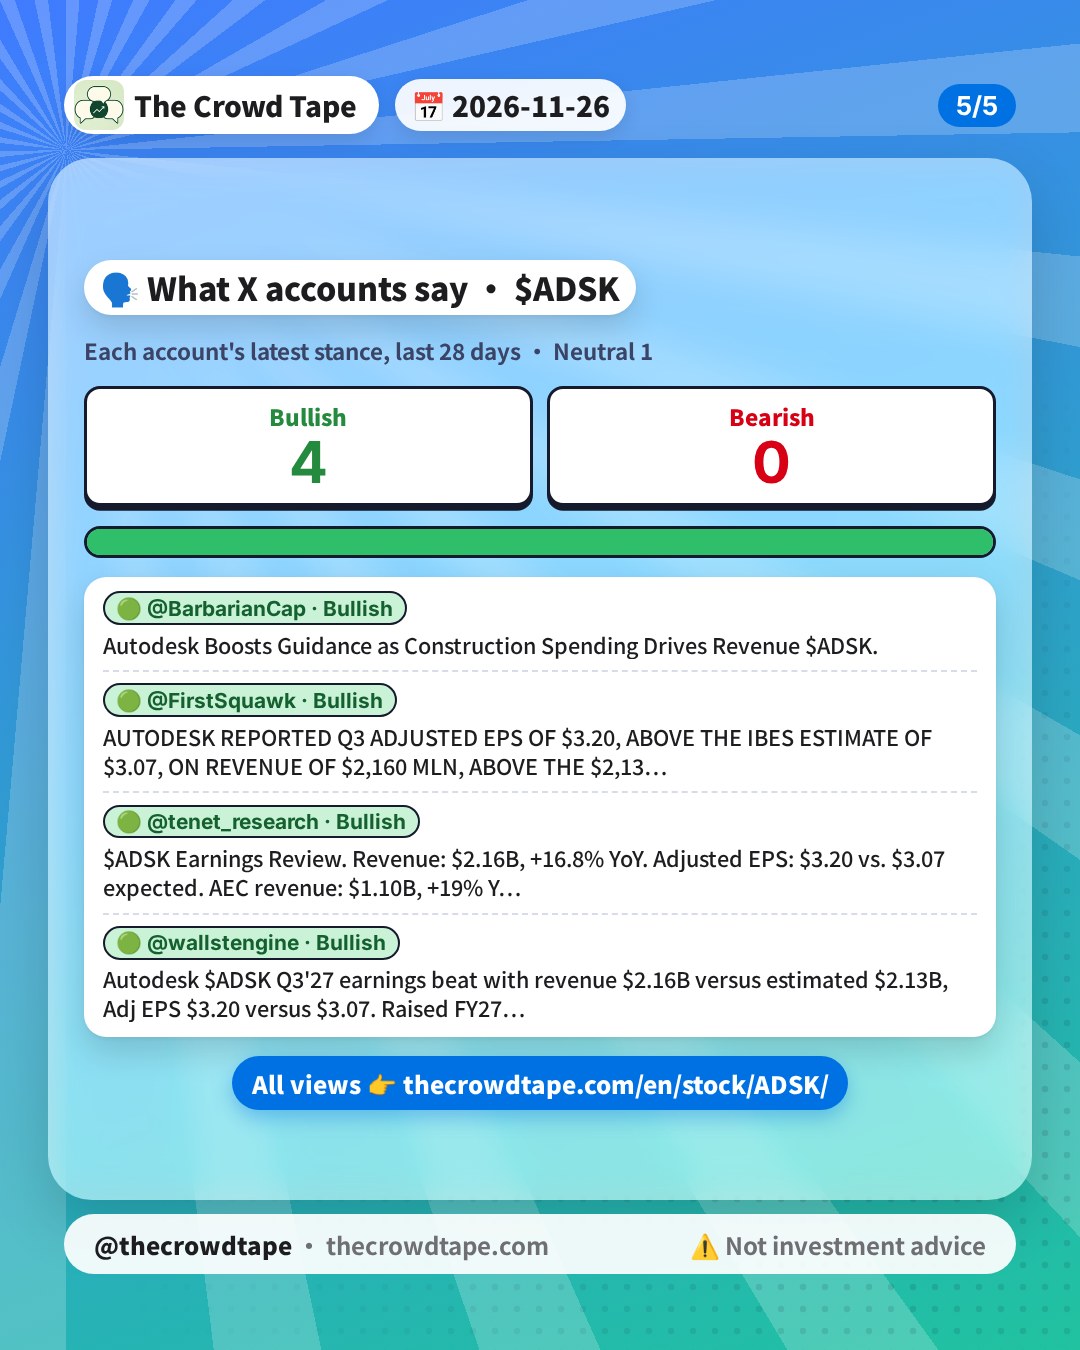 The Crowd Tape
July
17
2026-11-26
5/5
What X accounts say • $ADSK
Each account's latest stance, last 28 days • Neutral 1
Bullish
4
Bearish
0
@BarbarianCap · Bullish
Autodesk Boosts Guidance as Construction Spending Drives Revenue $ADSK.
@FirstSquawk · Bullish
AUTODESK REPORTED Q3 ADJUSTED EPS OF $3.20, ABOVE THE IBES ESTIMATE OF
$3.07, ON REVENUE OF $2,160 MLN, ABOVE THE $2,13…
@tenet_research · Bullish
$ADSK Earnings Review. Revenue: $2.16B, +16.8% YoY. Adjusted EPS: $3.20 vs. $3.07
expected. AEC revenue: $1.10B, +19% Y…
@wallstengine · Bullish
Autodesk $ADSK Q3'27 earnings beat with revenue $2.16B versus estimated $2.13B,
Adj EPS $3.20 versus $3.07. Raised FY27…
All views 👉 thecrowdtape.com/en/stock/ADSK/
@thecrowdtape • thecrowdtape.com
⚠️ Not investment advice